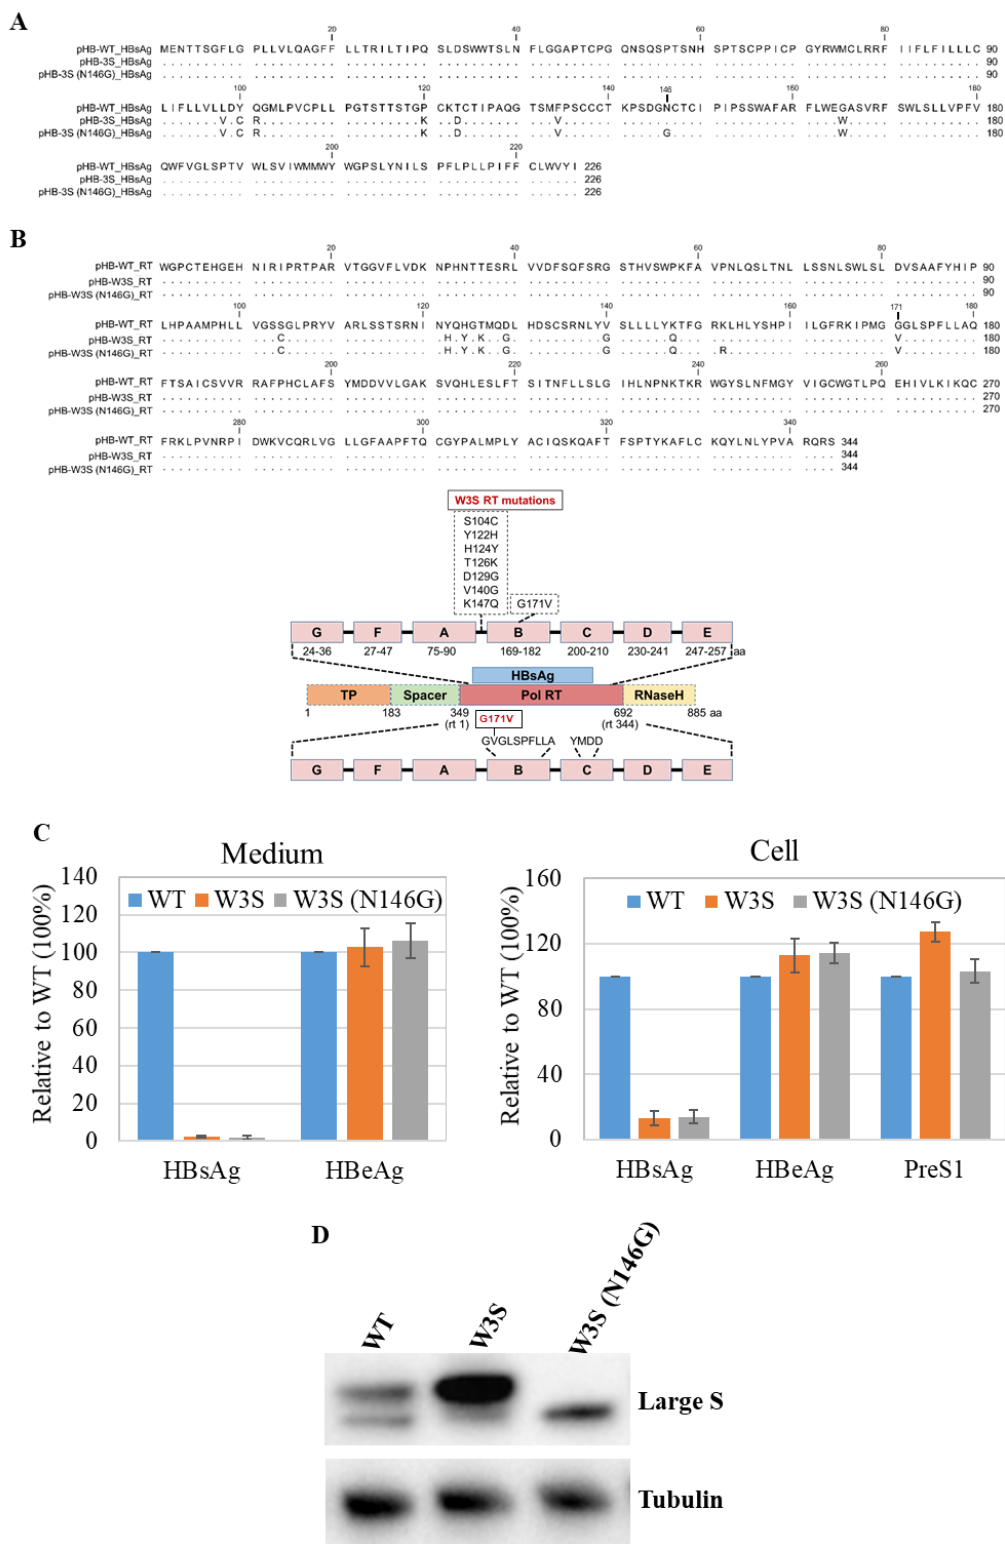 A
20 40 60 80
pHB-WT_HBsAg MENTTSGFLG PLLVLQAGFF LLTRILTIPQ SLDSWWTSLN FLGGAPTCPG QNSQSPTSNH SPTSCPPICP GYRWMCLRRF IIFLFILLLC 90
pHB-3S_HBsAg .......... .......... .......... .......... .......... .......... .......... .......... .......... 90
pHB-3S (N146G)_HBsAg .......... .......... .......... .......... .......... .......... .......... .......... .......... 90
100 120 146 160 180
pHB-WT_HBsAg LIFLLVLLDY QGMLPVCPLL PGTSTTSTGP CKTCTIPAQG TSMFPSCCCT KPSDGNCTCI PIPSSWAFAR FLWEGASVRF SWLSLLVPFV 180
pHB-3S_HBsAg .......V.C .R........ .........K ...D...... ....V..... .......... .......... .....W.... .......... 180
pHB-3S (N146G)_HBsAg .......V.C .R........ .........K ...D...... ....V..... .....G.... .......... .....W.... .......... 180
200 220
pHB-WT_HBsAg QWFVGLSPTV WLSVIWMMWY WGPSLYNILS PFLPLLPIFF CLWVYI 226
pHB-3S_HBsAg .......... .......... .......... .......... ...... 226
pHB-3S (N146G)_HBsAg .......... .......... .......... .......... ...... 226
B
20 40 60 80
pHB-WT_RT WGPCTEHGEH NIRIPRTPAR VTGGVFLVDK NPHNTTESRL VVDFSQFSRG STHVSWPKFA VPNLQSLTNL LSSNLSWLSL DVSAAFYHIP 90
pHB-W3S_RT .......... .......... .......... .......... .......... .......... .......... .......... .......... 90
pHB-W3S (N146G)_RT .......... .......... .......... .......... .......... .......... .......... .......... .......... 90
100 120 140 160 171 180
pHB-WT_RT LHPAAMPHLL VGSSGLPRYV ARLSSTSRNI NYQHGTMQDL HDSCSRNLYV SLLLLYKTFG RKLHLYSHPI ILGFRKIPMG GGLSPFLLAQ 180
pHB-W3S_RT .......... ....C..... .......... .H.Y.K..G. .........G ......Q... .......... .......... V......... 180
pHB-W3S (N146G)_RT .......... ....C..... .......... .H.Y.K..G. .........G ......Q... .R........ .......... V......... 180
200 220 240 260
pHB-WT_RT FTSAICSVVR RAFPHCLAFS YMDDVVLGAK SVQHLESLFT SITNFLLSLG IHLNPNKTKR WGYSLNFMGY VIGCWGTLPQ EHIVLKIKQC 270
pHB-W3S_RT .......... .......... .......... .......... .......... .......... .......... .......... .......... 270
pHB-W3S (N146G)_RT .......... .......... .......... .......... .......... .......... .......... .......... .......... 270
280 300 320 340
pHB-WT_RT FRKLPVNRPI DWKVCQRLVG LLGFAAPFTQ CGYPALMPLY ACIQSKQAFT FSPTYKAFLC KQYLNLYPVA RQRS 344
pHB-W3S_RT .......... .......... .......... .......... .......... .......... .......... .... 344
pHB-W3S (N146G)_RT .......... .......... .......... .......... .......... .......... .......... .... 344
W3S RT mutations
S104C
Y122H
H124Y
T126K
D129G
V140G
K147Q G171V
G F A B C D E
24-36 27-47 75-90 169-182 200-210 230-241 247-257 aa
HBsAg
TP Spacer Pol RT RNaseH
1 183 349 692 885 aa
(rt 1) G171V (rt 344)
GVGLSPFLLA YMDD
G F A B C D E
C
Medium
WT W3S W3S (N146G)
Relative to WT (100%)
140
120
100
80
60
40
20
0
HBsAg HBeAg
Cell
WT W3S W3S (N146G)
Relative to WT (100%)
160
120
80
40
0
HBsAg HBeAg PreS1
D
WT W3S W3S (N146G)
Large S
Tubulin